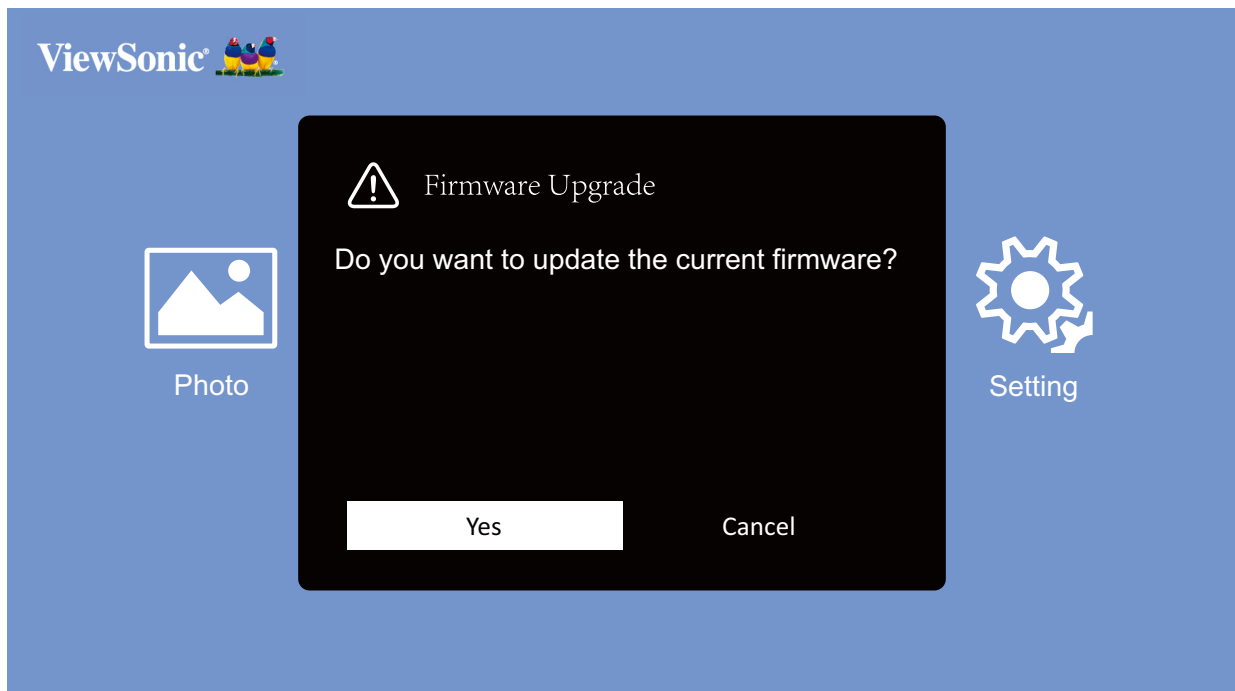 ViewSonic®
Firmware Upgrade
Do you want to update the current firmware?
Photo
Setting
Yes
Cancel